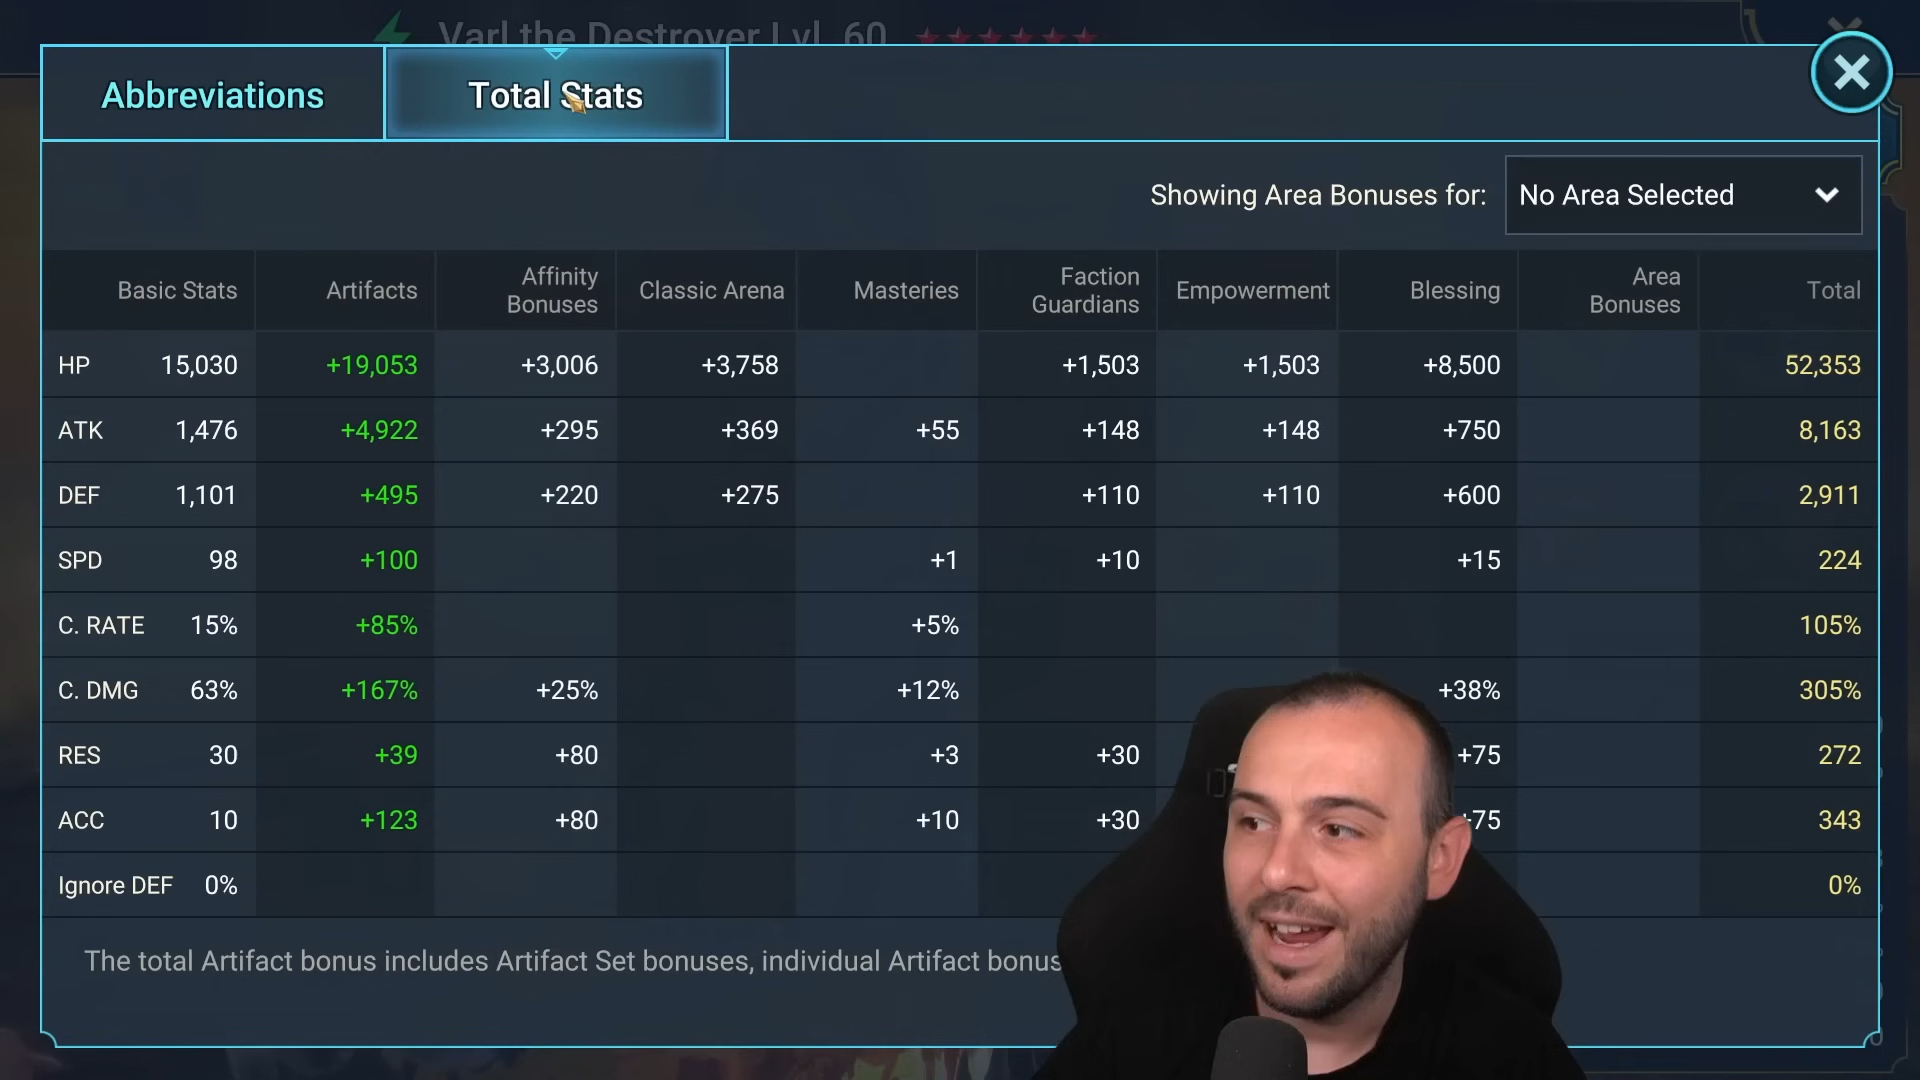 Varl the Destroyer Lvl. 60
Abbreviations
Total Stats
Showing Area Bonuses for:
No Area Selected
Basic Stats Artifacts Affinity Bonuses Classic Arena Masteries Faction Guardians Empowerment Blessing Area Bonuses Total
HP 15,030 +19,053 +3,006 +3,758 +1,503 +1,503 +8,500 52,353
ATK 1,476 +4,922 +295 +369 +55 +148 +148 +750 8,163
DEF 1,101 +495 +220 +275 +110 +110 +600 2,911
SPD 98 +100 +1 +10 +15 224
C. RATE 15% +85% +5% 105%
C. DMG 63% +167% +25% +12% +38% 305%
RES 30 +39 +80 +3 +30 +75 272
ACC 10 +123 +80 +10 +30 +75 343
Ignore DEF 0% 0%
The total Artifact bonus includes Artifact Set bonuses, individual Artifact bonus